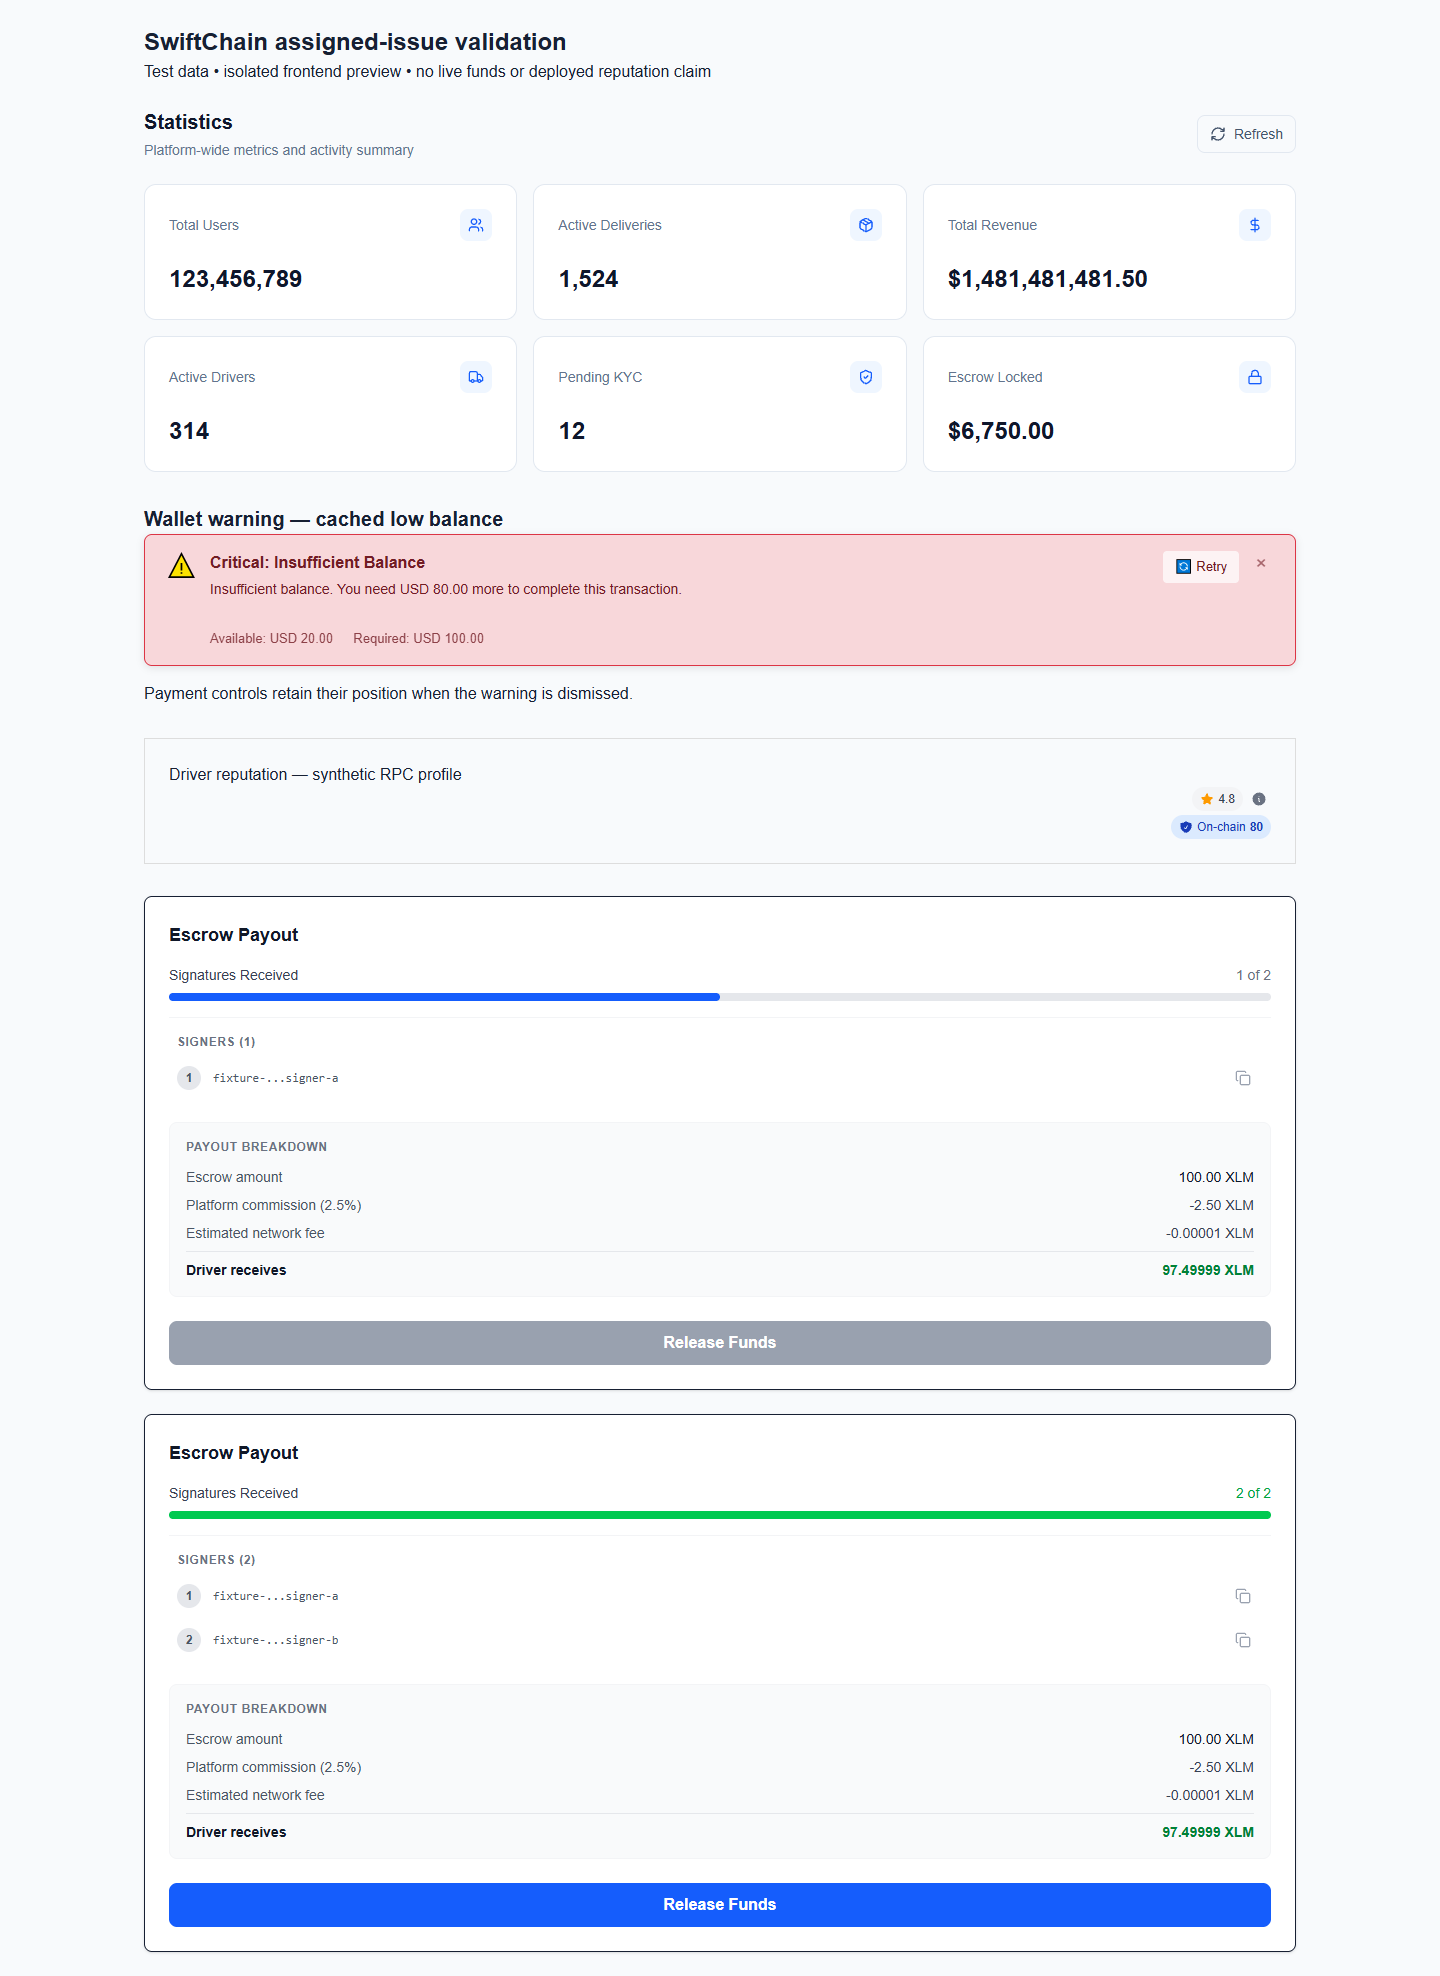 SwiftChain assigned-issue validation
Test data • isolated frontend preview • no live funds or deployed reputation claim
Statistics
Platform-wide metrics and activity summary
Refresh
Total Users
123,456,789
Active Deliveries
1,524
Total Revenue
$1,481,481,481.50
Active Drivers
314
Pending KYC
12
Escrow Locked
$6,750.00
Wallet warning — cached low balance
Critical: Insufficient Balance
Insufficient balance. You need USD 80.00 more to complete this transaction.
Available: USD 20.00 Required: USD 100.00
Retry
×
Payment controls retain their position when the warning is dismissed.
Driver reputation — synthetic RPC profile
4.8
On-chain 80
Escrow Payout
Signatures Received 1 of 2
SIGNERS (1)
1 fixture-...signer-a
PAYOUT BREAKDOWN
Escrow amount 100.00 XLM
Platform commission (2.5%) -2.50 XLM
Estimated network fee -0.00001 XLM
Driver receives 97.49999 XLM
Release Funds
Escrow Payout
Signatures Received 2 of 2
SIGNERS (2)
1 fixture-...signer-a
2 fixture-...signer-b
PAYOUT BREAKDOWN
Escrow amount 100.00 XLM
Platform commission (2.5%) -2.50 XLM
Estimated network fee -0.00001 XLM
Driver receives 97.49999 XLM
Release Funds